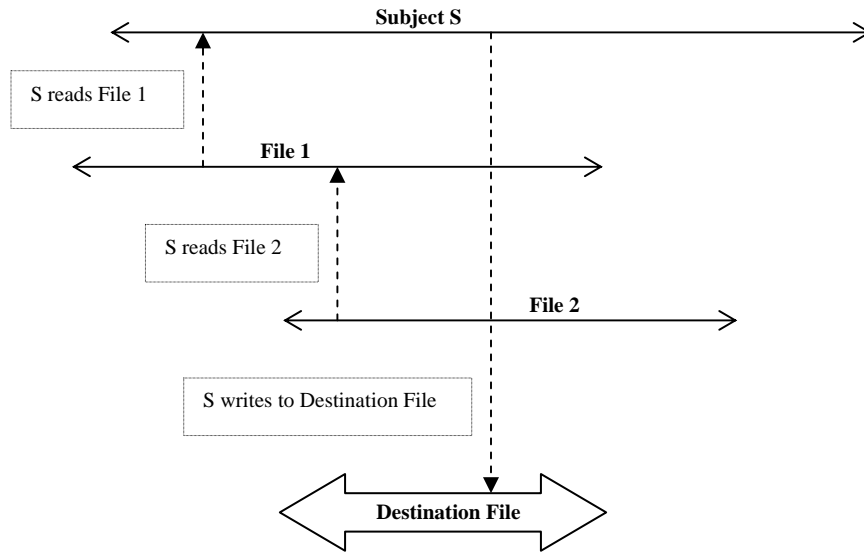 Subject S
S reads File 1
File 1
S reads File 2
File 2
S writes to Destination File
Destination File